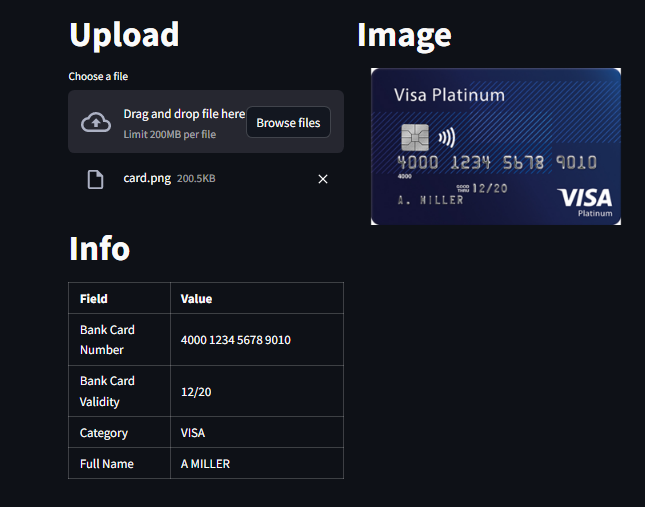 Upload
Choose a file
Drag and drop file here
Limit 200MB per file
Browse files
card.png 200.5KB
Info
Field Value
Bank Card Number 4000 1234 5678 9010
Bank Card Validity 12/20
Category VISA
Full Name A MILLER
Image
Visa Platinum
4000 1234 5678 9010
4000
GOOD THRU 12/20
A. MILLER
VISA
Platinum